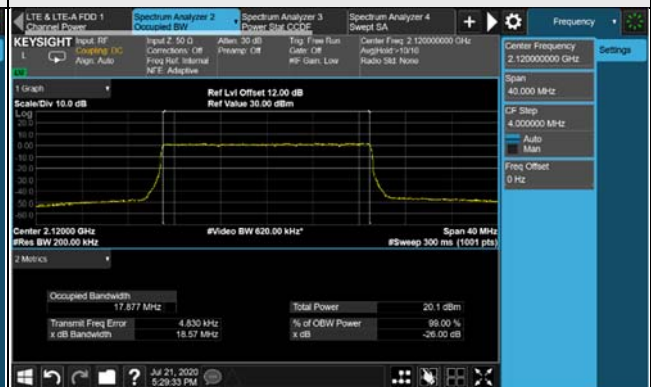 LTE & LTE-A FDD 1
Channel Power
Spectrum Analyzer 2
Occupied BW
Spectrum Analyzer 3
Power Stat CCDF
Spectrum Analyzer 4
Swept SA
Frequency
KEYSIGHT
L
Input: RF
Coupling: DC
Align: Auto
Input Z: 50 Ω
Corrections: Off
Freq Ref: Internal
NFE: Adaptive
Atten: 30 dB
Preamp: Off
Trig: Free Run
Gate: Off
#IF Gain: Low
Center Freq: 2.120000000 GHz
Avg|Hold:>10/10
Radio Std: None
Center Frequency
2.120000000 GHz
Settings
Span
40.000 MHz
CF Step
4.000000 MHz
Auto
Man
Freq Offset
0 Hz
1 Graph
Scale/Div 10.0 dB
Ref Lvl Offset 12.00 dB
Ref Value 30.00 dBm
Log
20.0
10.0
0.00
-10.0
-20.0
-30.0
-40.0
-50.0
-60.0
Center 2.12000 GHz
#Res BW 200.00 kHz
#Video BW 620.00 kHz*
Span 40 MHz
#Sweep 300 ms (1001 pts)
2 Metrics
Occupied Bandwidth
17.877 MHz
Total Power
20.1 dBm
Transmit Freq Error
4.830 kHz
% of OBW Power
99.00 %
x dB Bandwidth
18.57 MHz
x dB
-26.00 dB
Jul 21, 2020
5:29:33 PM